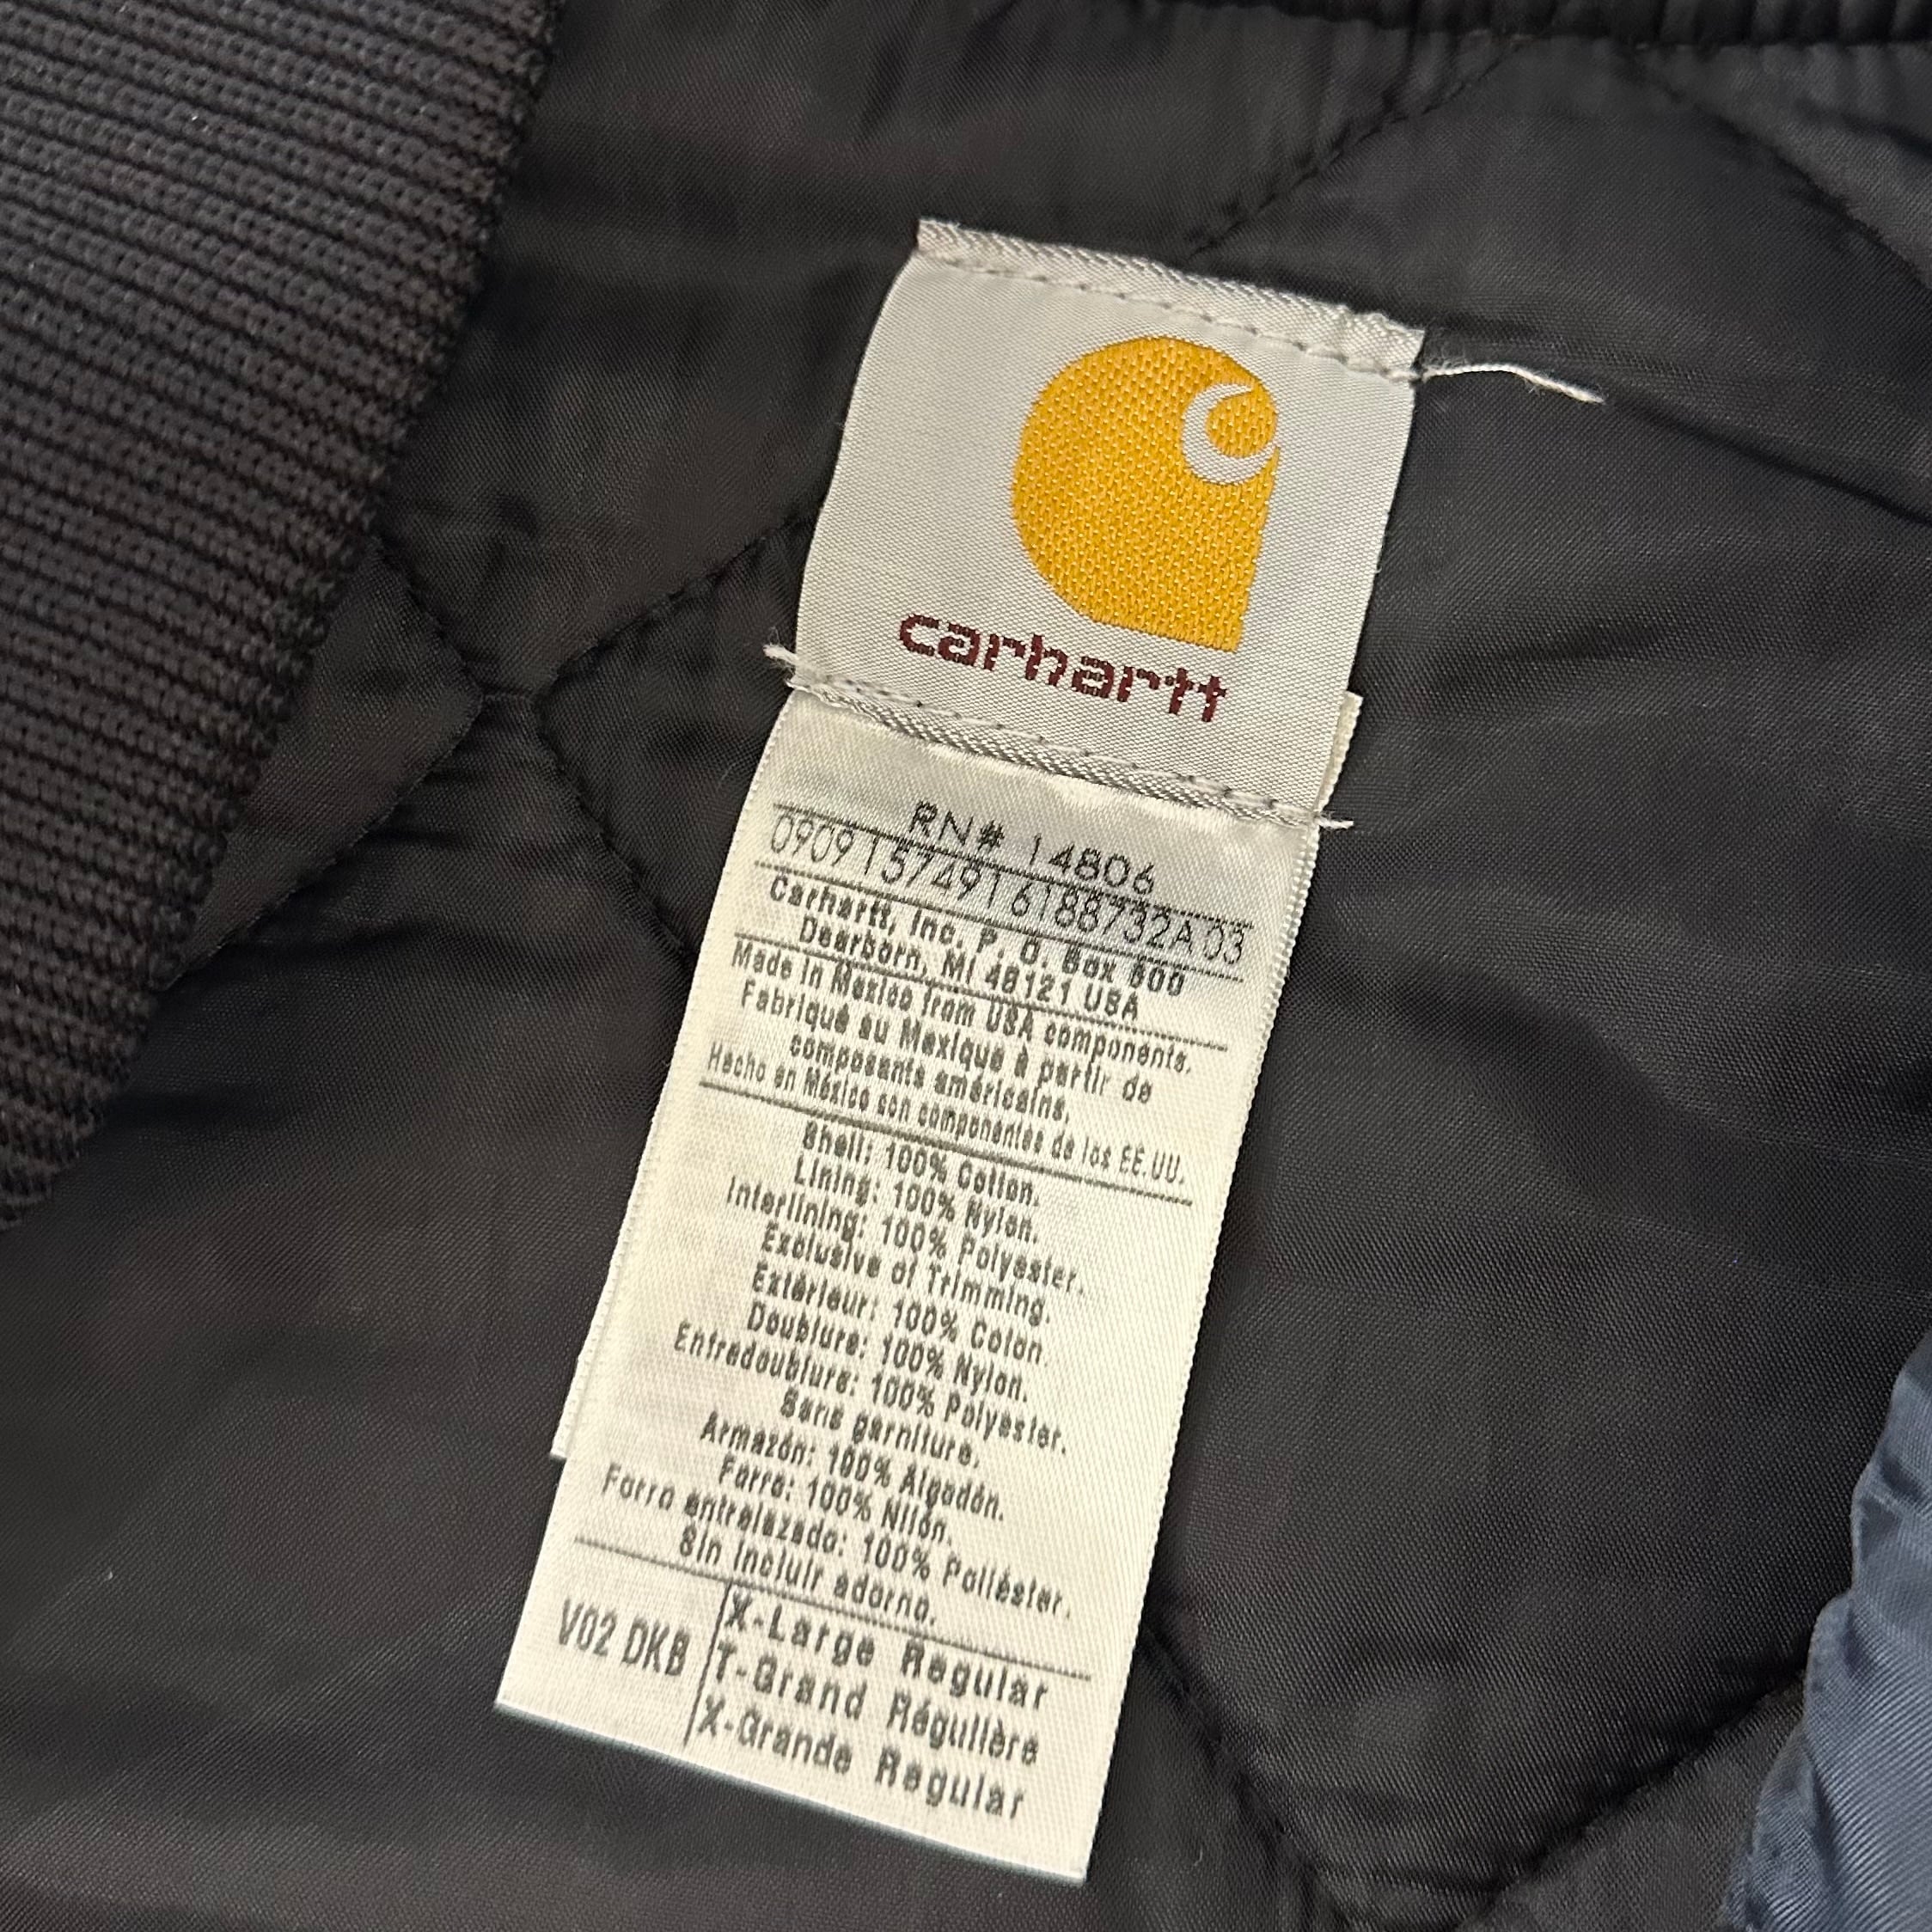 carhartt
RN# 14806
0909 1574916188732A 03
Carhartt, Inc. P. O. Box 600
Dearborn, MI 48121 USA
Made in Mexico from USA components.
Fabriqué au Mexique à partir de
composants américains,
Hecho en México son componentes de los EE.UU.
Shell: 100% Cotton.
Lining: 100% Nylon.
Interlining: 100% Polyester.
Exclusive of Trimming.
Extérieur: 100% Coton
Doublure: 100% Nylon.
Entredoublure: 100% Polyester.
Sans garniture.
Armazón: 100% Algodón.
Forro: 100% Nilón.
Forro entrelazado: 100% Poliéster.
Sin incluir adorno.
V02 DKB
X-Large Regular
T-Grand Régulière
X-Grande Regular